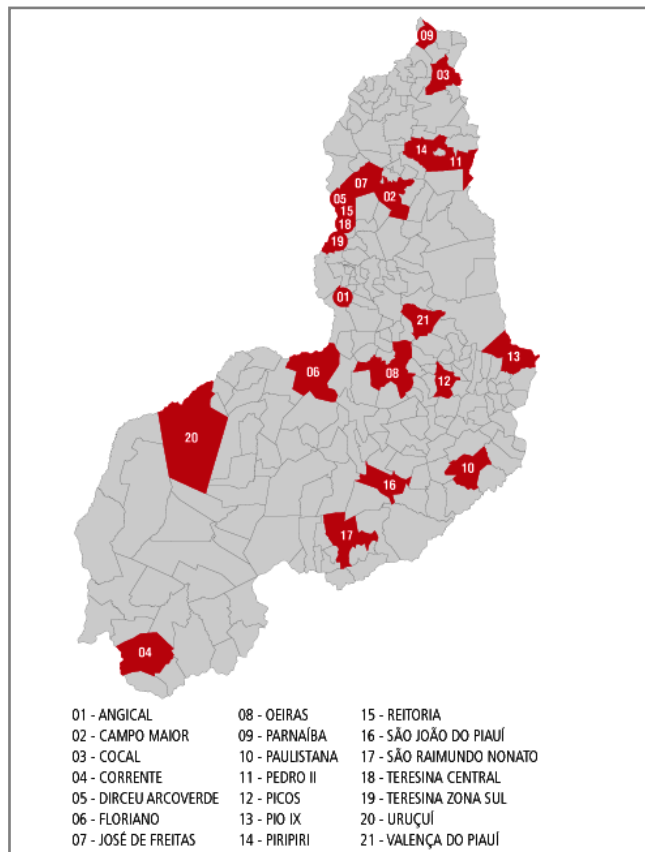 09
03
14
11
07
02
05
15
18
19
01
21
13
06
08
12
20
10
16
17
04
01 - ANGICAL
02 - CAMPO MAIOR
03 - COCAL
04 - CORRENTE
05 - DIRCEU ARCOVERDE
06 - FLORIANO
07 - JOSÉ DE FREITAS
08 - OEIRAS
09 - PARNAÍBA
10 - PAULISTANA
11 - PEDRO II
12 - PICOS
13 - PIO IX
14 - PIRIPIRI
15 - REITORIA
16 - SÃO JOÃO DO PIAUÍ
17 - SÃO RAIMUNDO NONATO
18 - TERESINA CENTRAL
19 - TERESINA ZONA SUL
20 - URUÇUÍ
21 - VALENÇA DO PIAUÍ